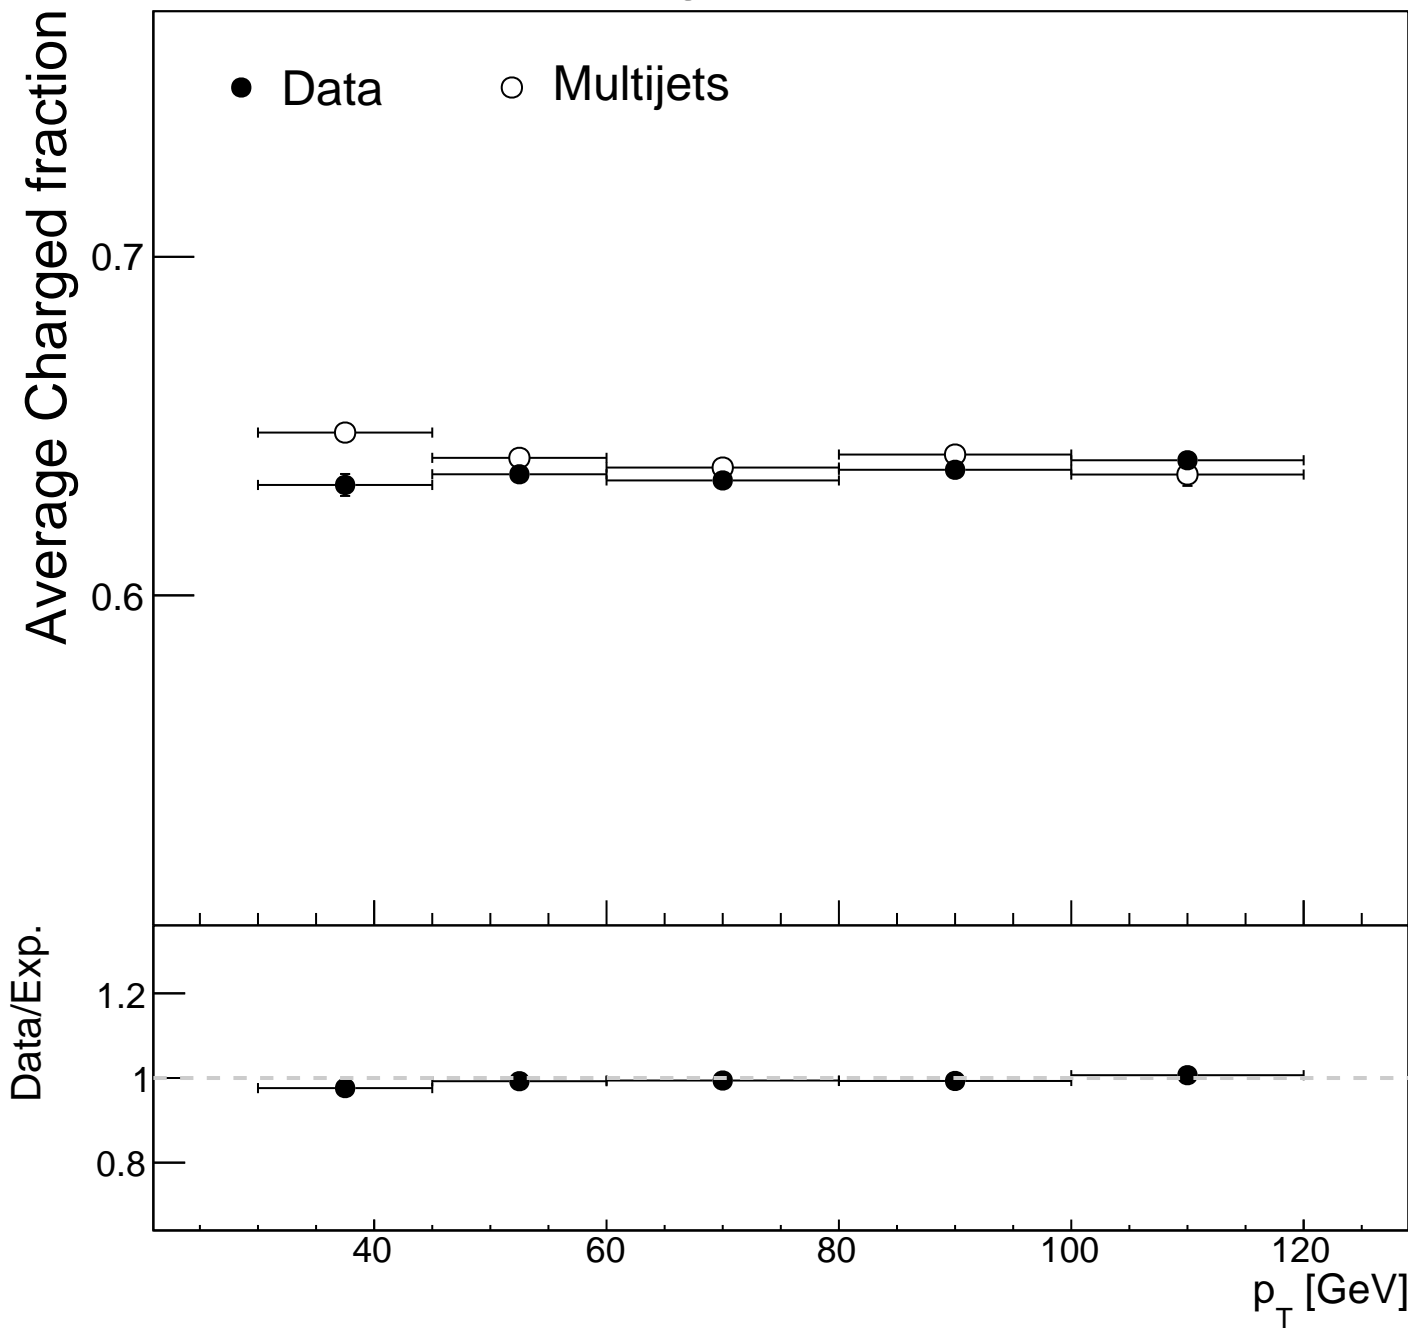 Average Charged fraction
Data
Multijets
0.7
0.6
Data/Exp.
1.2
1
0.8
40 60 80 100 120
p_T [GeV]